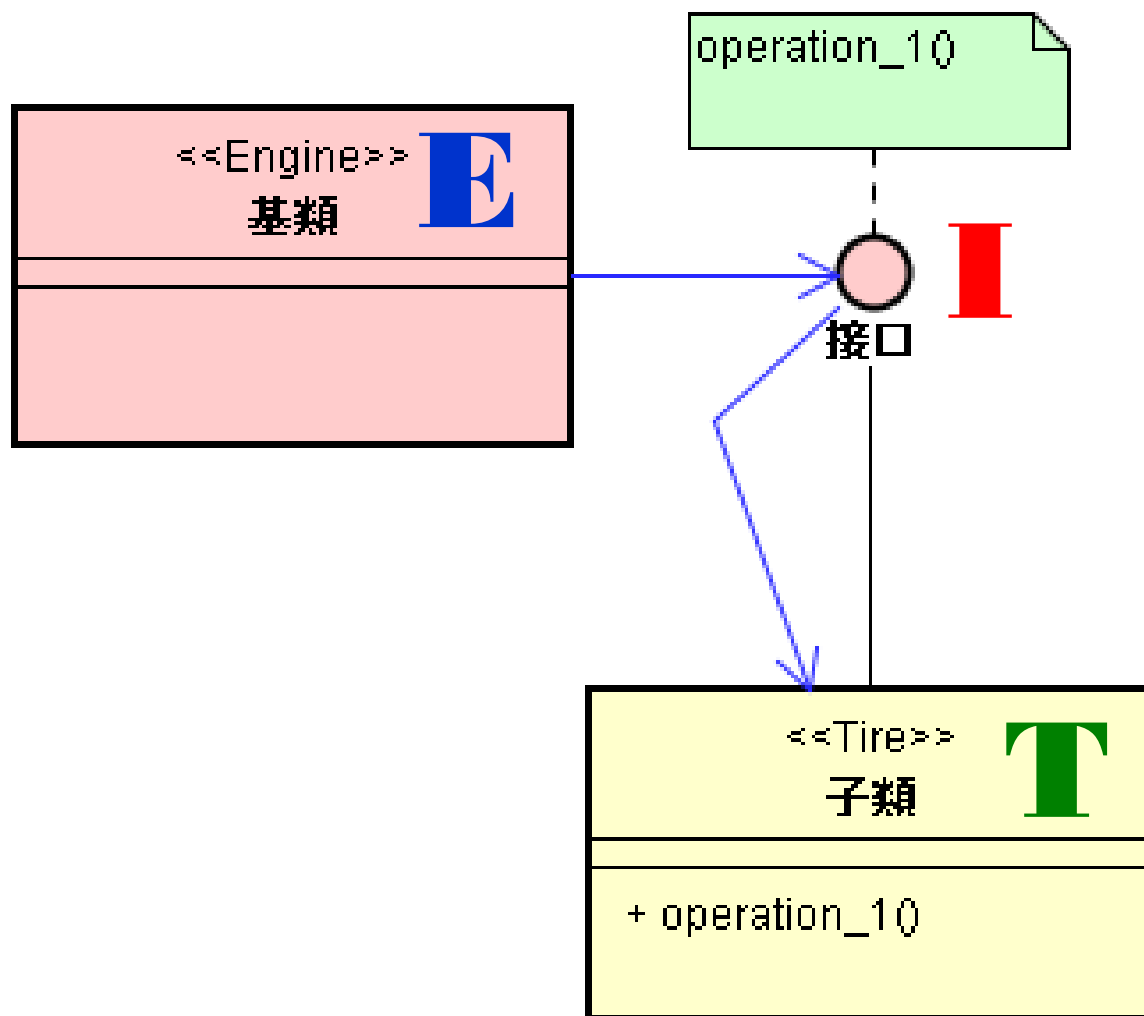 operation_1()
<<Engine>>
E
基類
I
接口
<<Tire>>
T
子類
+ operation_1()